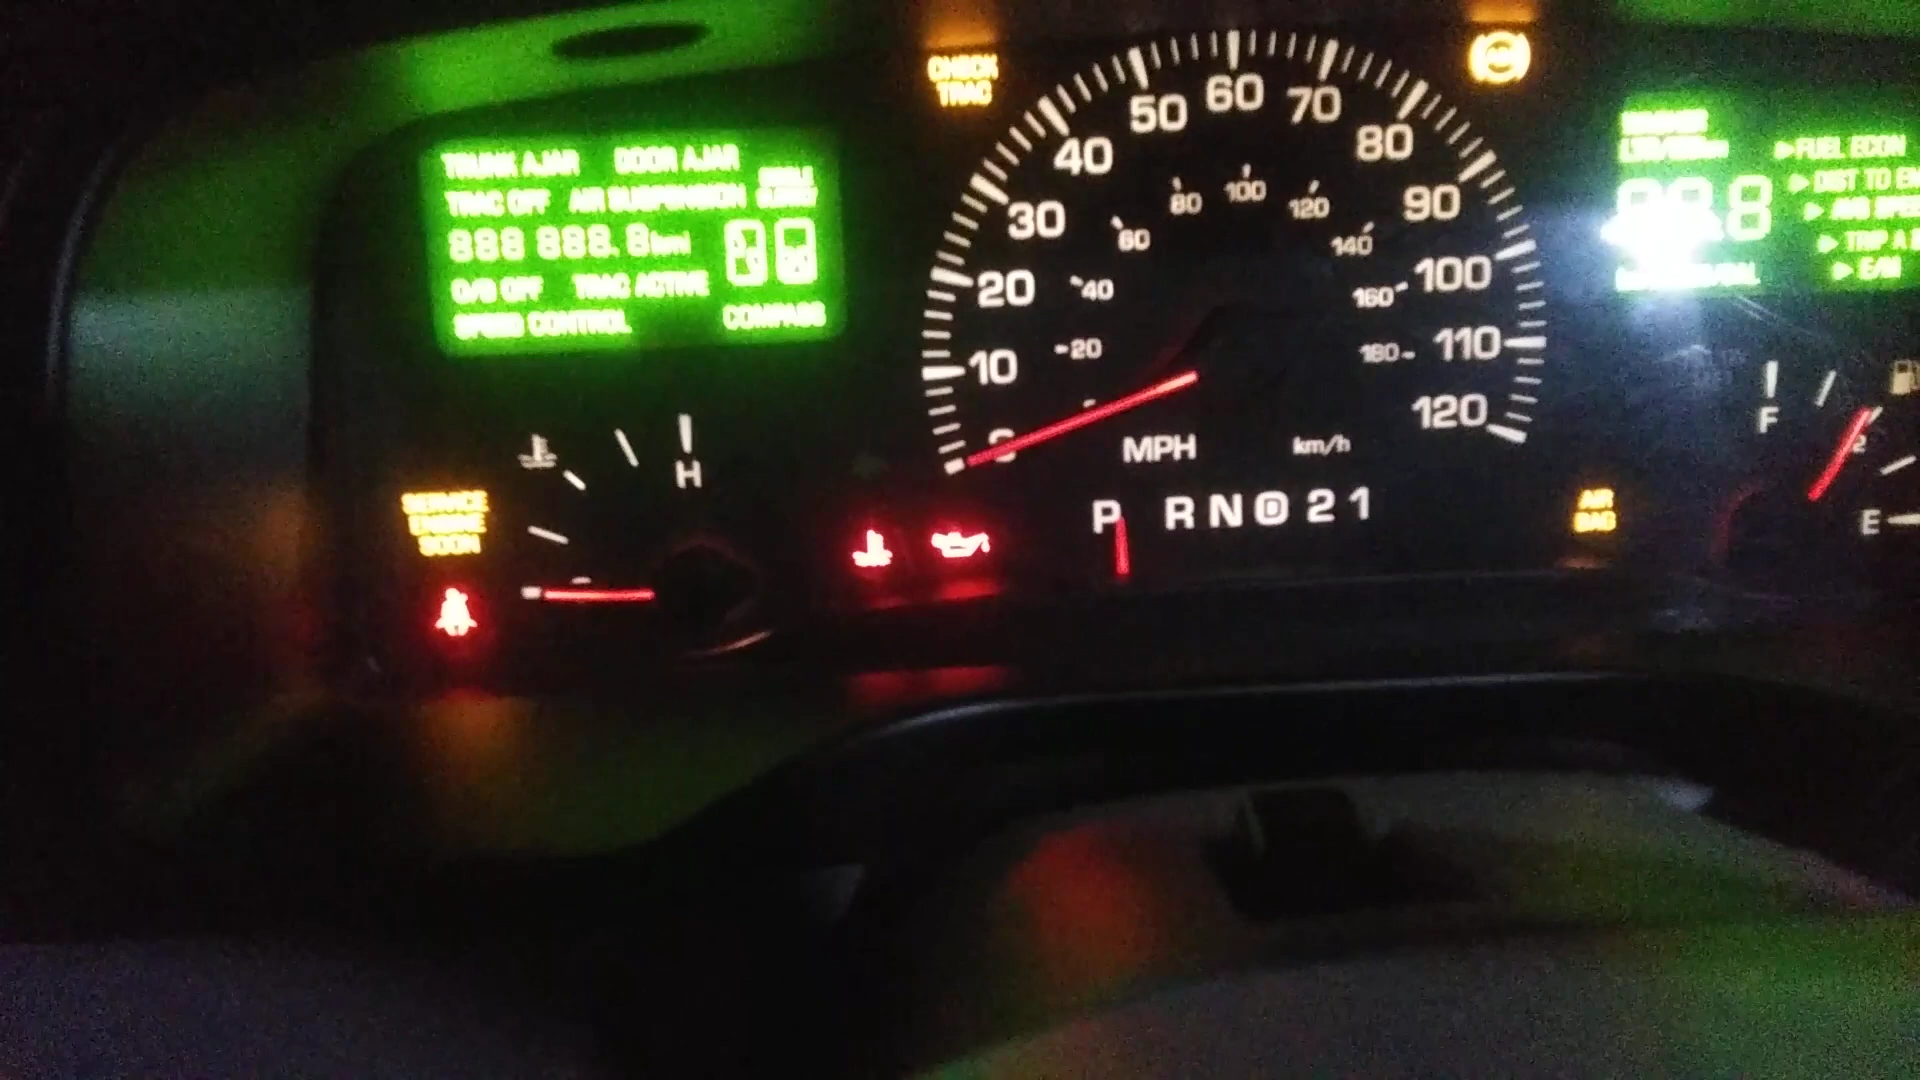 CHECK
TRAC
TRUNK AJAR DOOR AJAR
TRAC OFF AIR SUSPENSION
888 888.8 km
O/D OFF TRAC ACTIVE
SPEED CONTROL COMPASS
SERVICE
ENGINE
SOON
H
0 10 20 30 40 50 60 70 80 90 100 110 120
20 40 60 80 100 120 140 160 180
MPH km/h
P R N D 2 1
AIR
BAG
FUEL ECON
DIST TO
TRIP A
E/M
F
E